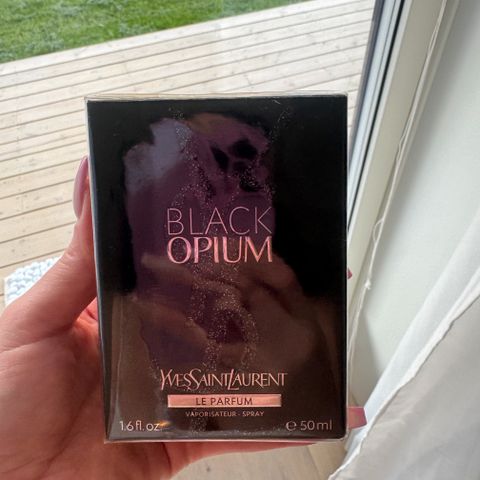 BLACK
OPIUM
YVESSAINTLAURENT
LE PARFUM
VAPORISATEUR - SPRAY
1.6 fl. oz ℮ 50 ml